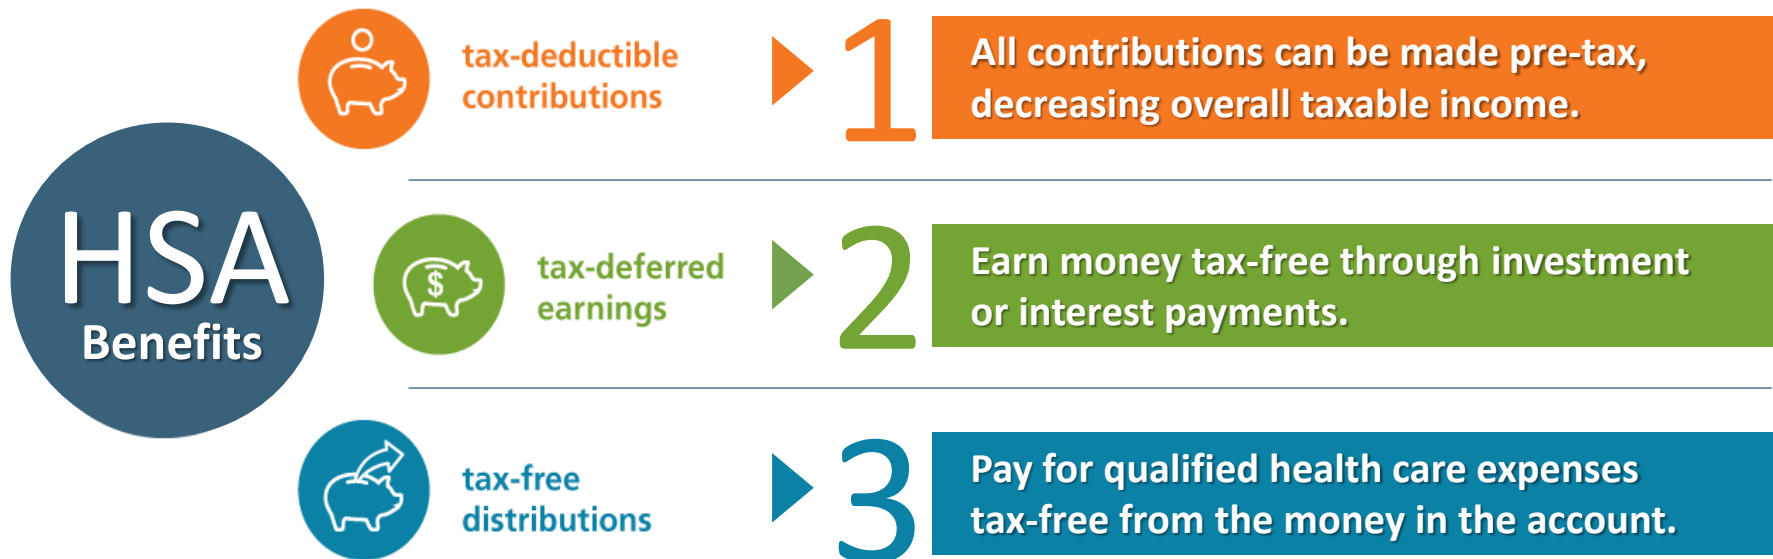 HSA
Benefits
tax-deductible
contributions
1
All contributions can be made pre-tax,
decreasing overall taxable income.
$
tax-deferred
earnings
2
Earn money tax-free through investment
or interest payments.
tax-free
distributions
3
Pay for qualified health care expenses
tax-free from the money in the account.